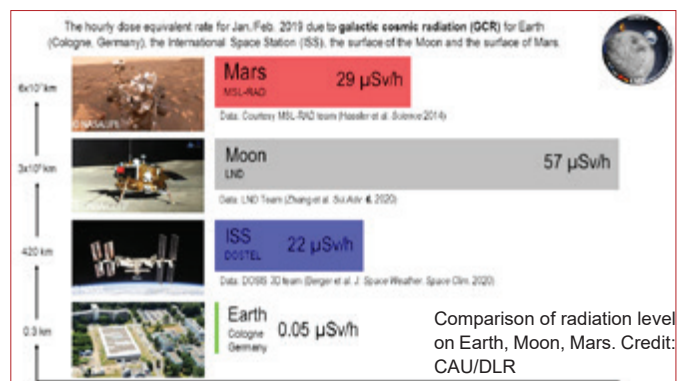 The hourly dose equivalent rate for Jan./Feb. 2019 due to galactic cosmic radiation (GCR) for Earth
(Cologne, Germany), the International Space Station (ISS), the surface of the Moon and the surface of Mars.
Mars
MSL-RAD
29 µSv/h
Data: Courtesy MSL-RAD team (Hassler et al. Science 2014)
Moon
LND
57 µSv/h
Data: LND Team (Zhang et al. Sci.Adv. 6, 2020)
420 km
ISS
DOSTEL
22 µSv/h
Data: DOSIS 3D team (Berger et al. J. Space Weather. Space Clim. 2020)
0.3 km
Earth
Cologne
Germany
0.05 µSv/h
Comparison of radiation level
on Earth, Moon, Mars. Credit:
CAU/DLR